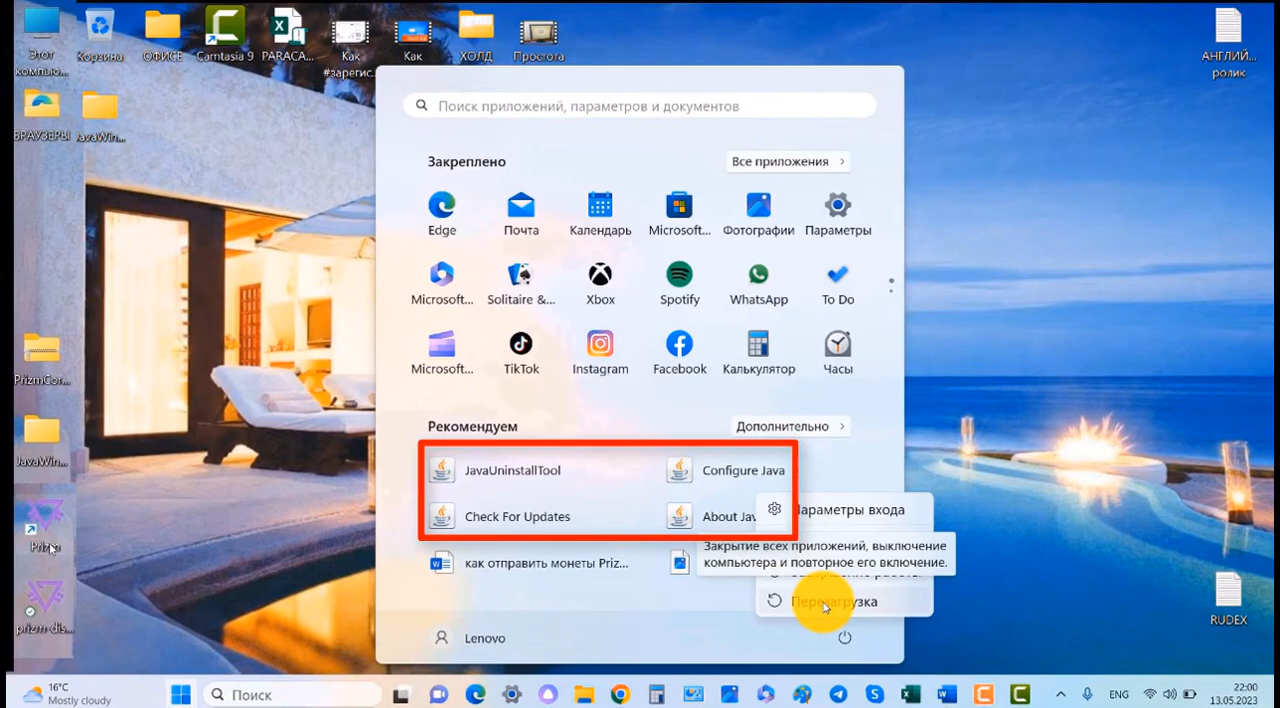 Этот
компью...
Корзина
ОФИСЕ
Camtasia 9
PARACA...
Как
#зарегис...
Как
ХОЛД
Простота
АНГЛИЙ...
ролик
БРАУЗЕРЫ
JavaWin...
PrizmCor...
JavaWin...
Prizm
prizm-dis...
RUDEX
Поиск приложений, параметров и документов
Закреплено
Все приложения
Edge
Почта
Календарь
Microsoft...
Фотографии
Параметры
Microsoft...
Solitaire &...
Xbox
Spotify
WhatsApp
To Do
Microsoft...
TikTok
Instagram
Facebook
Калькулятор
Часы
Рекомендуем
Дополнительно
JavaUninstallTool
Configure Java
Check For Updates
About Jav
Параметры входа
Закрытие всех приложений, выключение
компьютера и повторное его включение.
как отправить монеты Priz...
Перезагрузка
Lenovo
16°C
Mostly cloudy
Поиск
ENG
22:00
13.05.2023